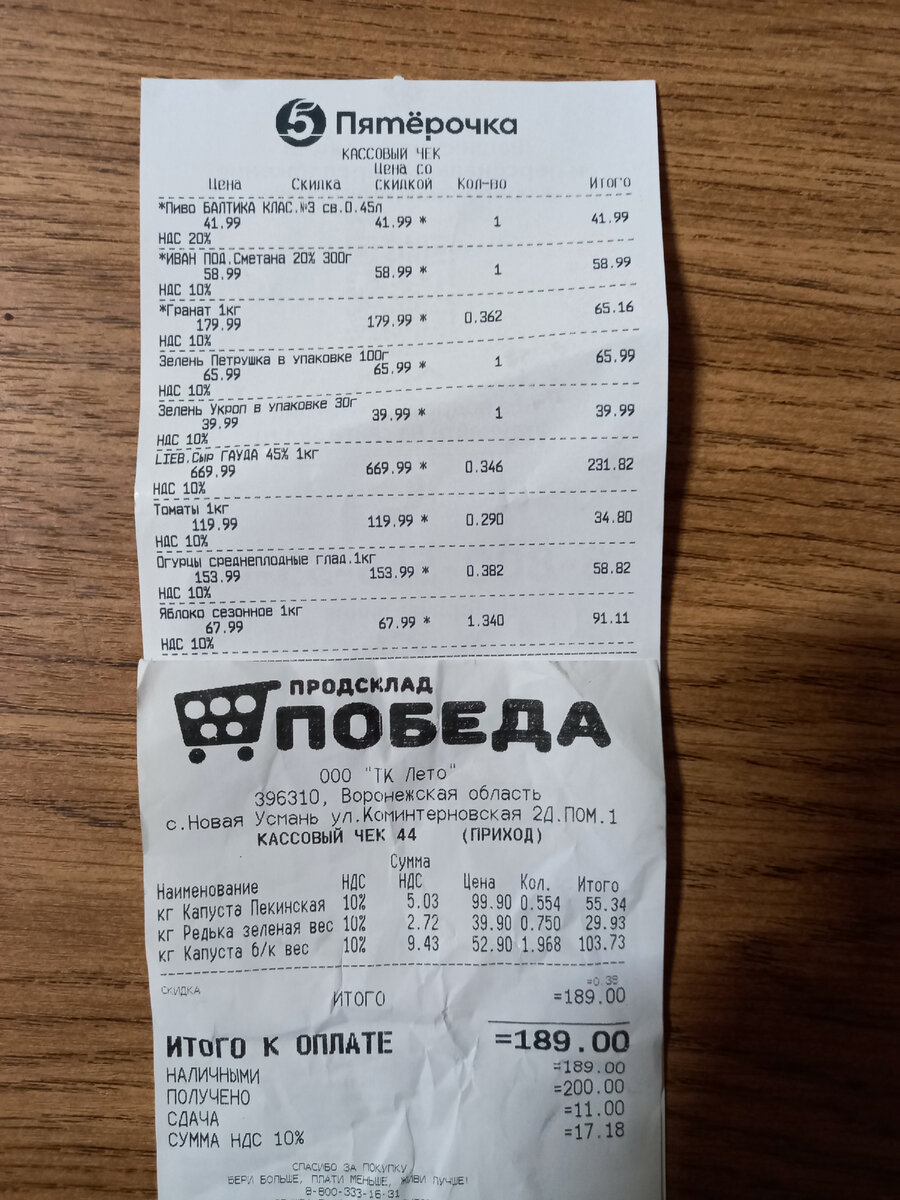 5 Пятёрочка
КАССОВЫЙ ЧЕК
Цена Скидка Цена со скидкой Кол-во Итого
*Пиво БАЛТИКА КЛАС.№3 св.0.45л
41.99 41.99 * 1 41.99
НДС 20%
*ИВАН ПОД.Сметана 20% 300г
58.99 58.99 * 1 58.99
НДС 10%
*Гранат 1кг
179.99 179.99 * 0.362 65.16
НДС 10%
Зелень Петрушка в упаковке 100г
65.99 65.99 * 1 65.99
НДС 10%
Зелень Укроп в упаковке 30г
39.99 39.99 * 1 39.99
НДС 10%
LIEB.Сыр ГАУДА 45% 1кг
669.99 669.99 * 0.346 231.82
НДС 10%
Томаты 1кг
119.99 119.99 * 0.290 34.80
НДС 10%
Огурцы среднеплодные глад.1кг
153.99 153.99 * 0.382 58.82
НДС 10%
Яблоко сезонное 1кг
67.99 67.99 * 1.340 91.11
НДС 10%
ПРОДСКЛАД
ПОБЕДА
ООО "ТК Лето"
396310, Воронежская область
с.Новая Усмань ул.Коминтерновская 2Д.ПОМ.1
КАССОВЫЙ ЧЕК 44 (ПРИХОД)
Сумма
Наименование НДС НДС Цена Кол. Итого
кг Капуста Пекинская 10% 5.03 99.90 0.554 55.34
кг Редька зеленая вес 10% 2.72 39.90 0.750 29.93
кг Капуста б/к вес 10% 9.43 52.90 1.968 103.73
СКИДКА =0.38
ИТОГО =189.00
ИТОГО К ОПЛАТЕ =189.00
НАЛИЧНЫМИ =189.00
ПОЛУЧЕНО =200.00
СДАЧА =11.00
СУММА НДС 10% =17.18
СПАСИБО ЗА ПОКУПКУ
БЕРИ БОЛЬШЕ, ПЛАТИ МЕНЬШЕ, ЖИВИ ЛУЧШЕ!
8-800-333-16-31